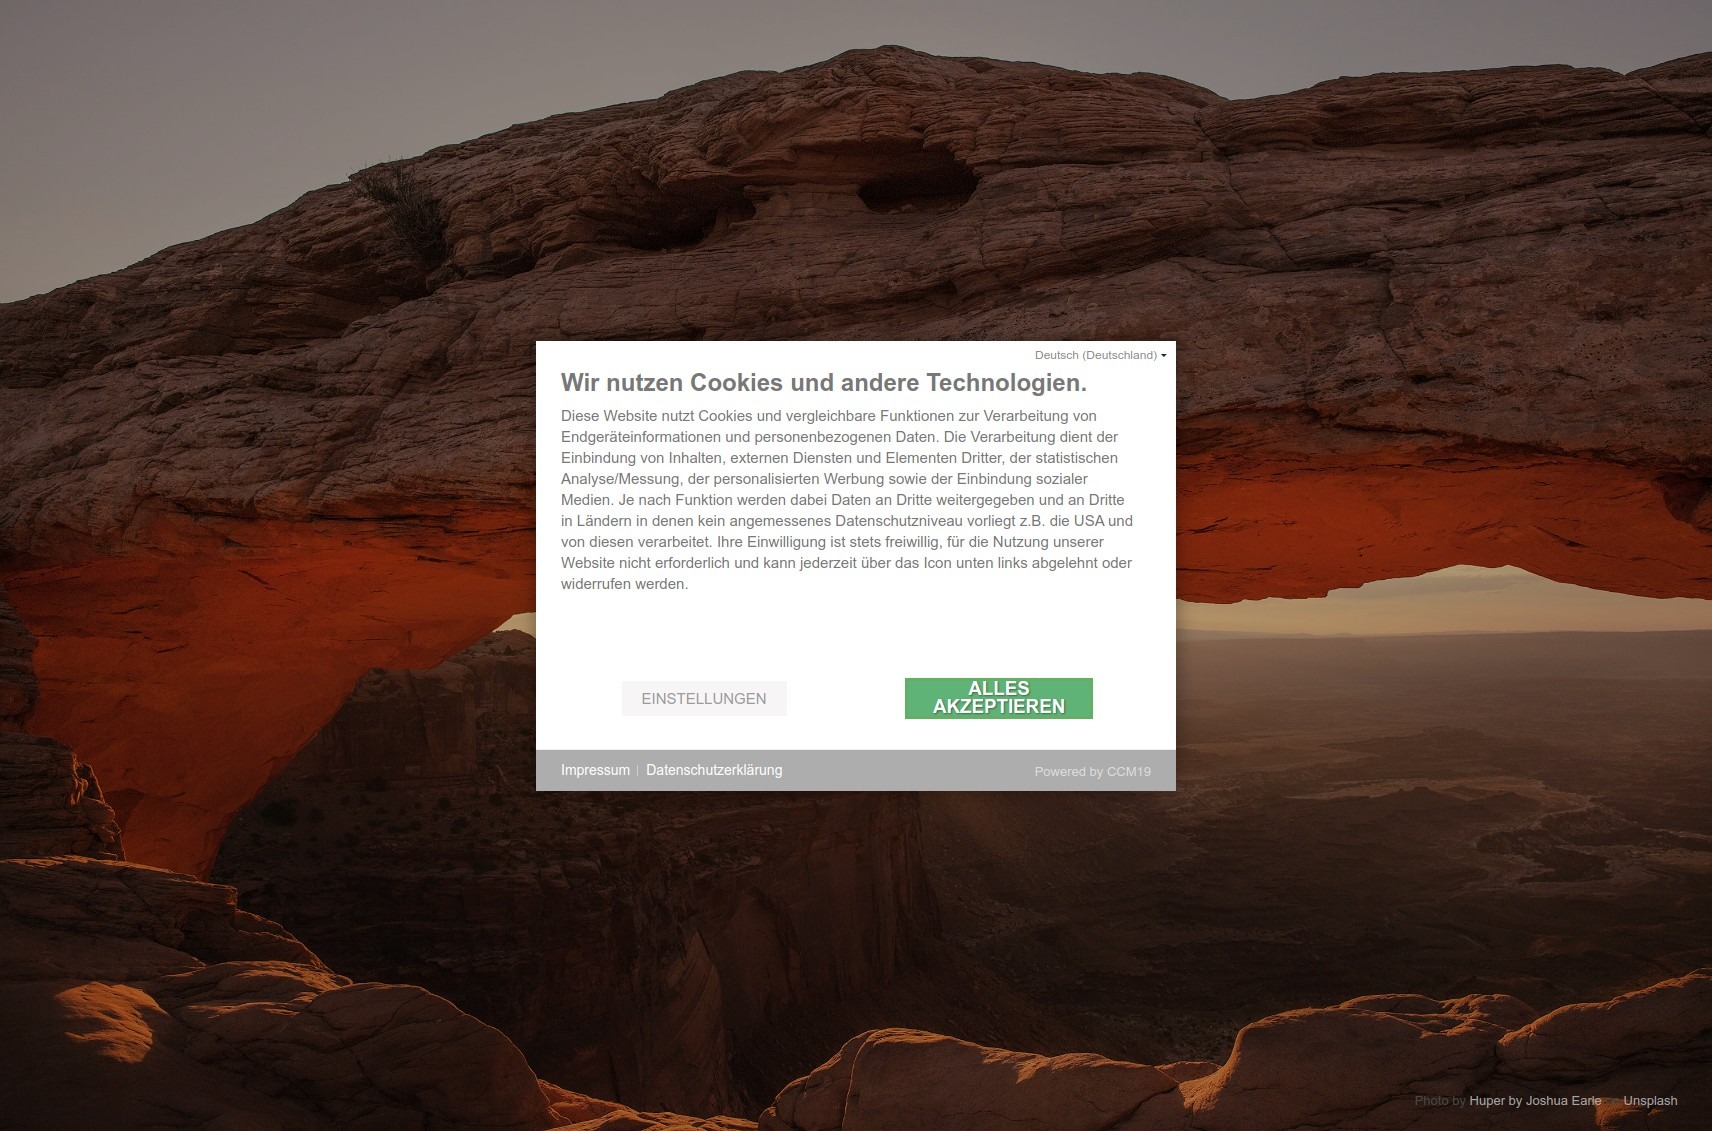 Deutsch (Deutschland)
Wir nutzen Cookies und andere Technologien.
Diese Website nutzt Cookies und vergleichbare Funktionen zur Verarbeitung von
Endgeräteinformationen und personenbezogenen Daten. Die Verarbeitung dient der
Einbindung von Inhalten, externen Diensten und Elementen Dritter, der statistischen
Analyse/Messung, der personalisierten Werbung sowie der Einbindung sozialer
Medien. Je nach Funktion werden dabei Daten an Dritte weitergegeben und an Dritte
in Ländern in denen kein angemessenes Datenschutzniveau vorliegt z.B. die USA und
von diesen verarbeitet. Ihre Einwilligung ist stets freiwillig, für die Nutzung unserer
Website nicht erforderlich und kann jederzeit über das Icon unten links abgelehnt oder
widerrufen werden.
EINSTELLUNGEN
ALLES
AKZEPTIEREN
Impressum | Datenschutzerklärung
Powered by CCM19
Photo by Huper by Joshua Earle Unsplash